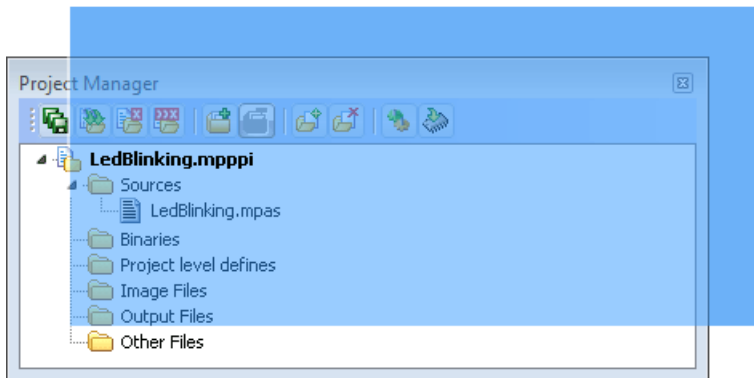 Project Manager
LedBlinking.mpppi
Sources
LedBlinking.mpas
Binaries
Project level defines
Image Files
Output Files
Other Files